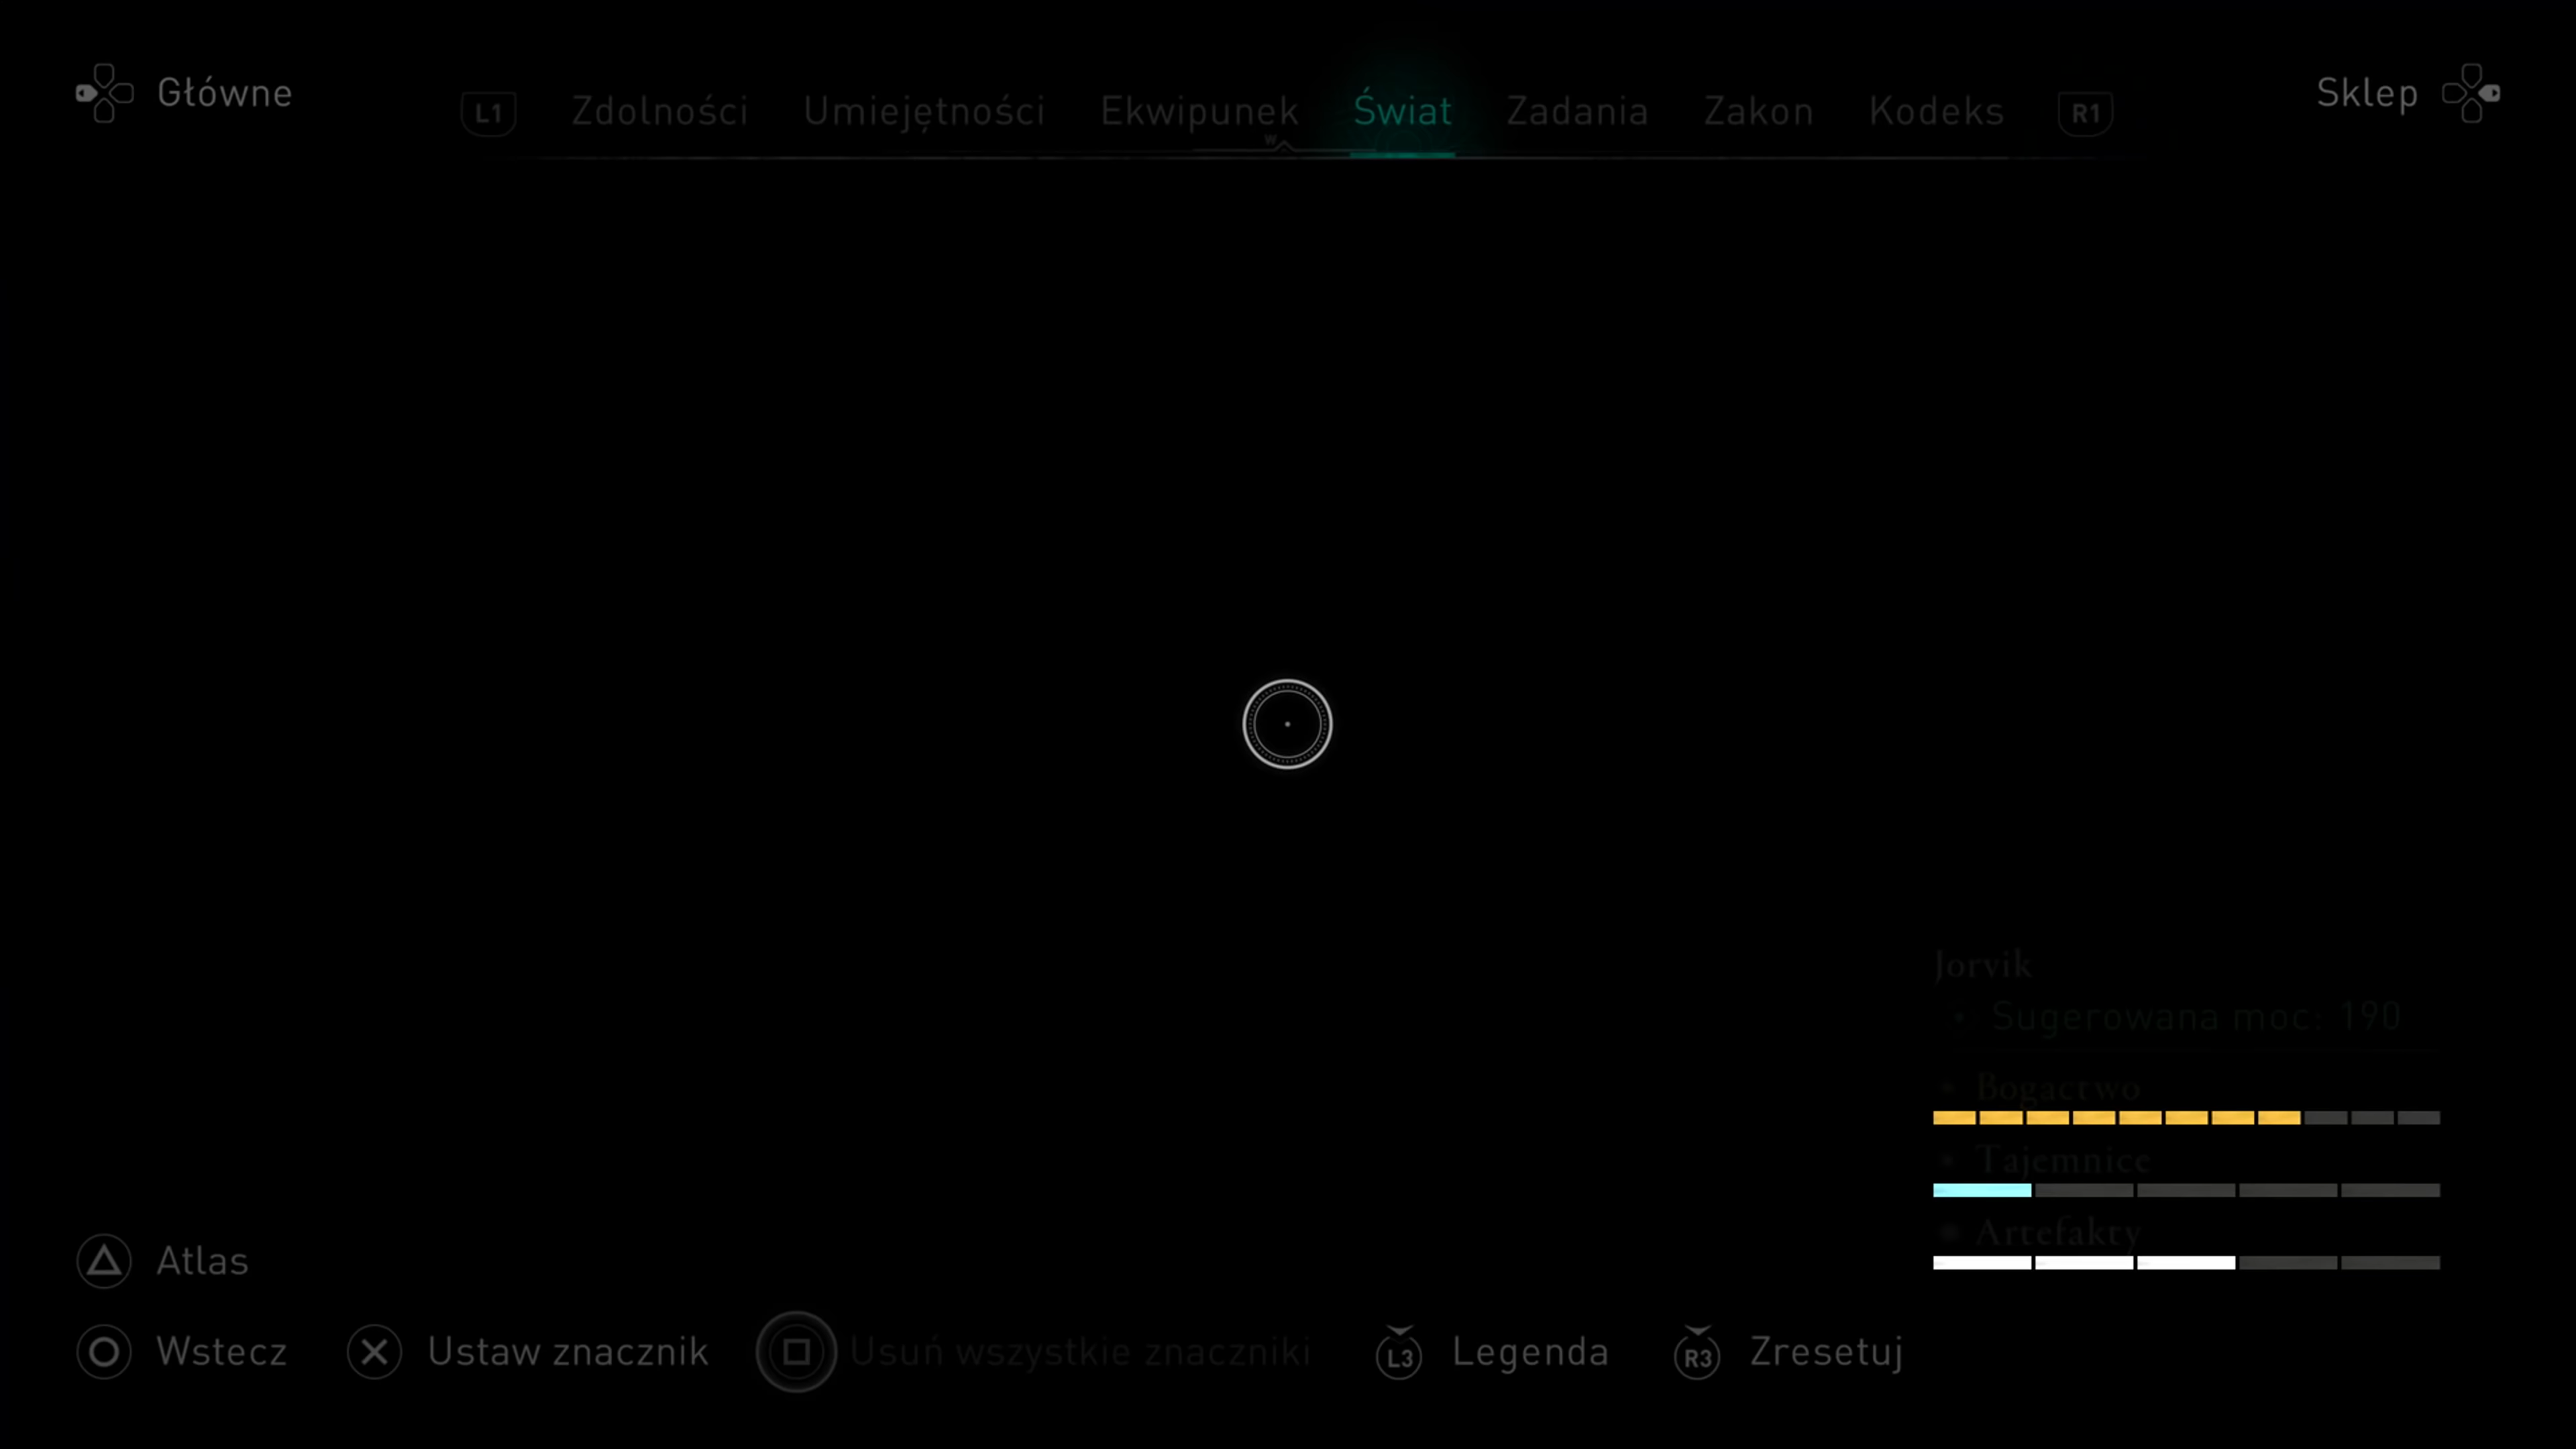 Główne
L1 Zdolności Umiejętności Ekwipunek Świat Zadania Zakon Kodeks R1
Sklep
W
Jorvik
Sugerowana moc: 190
Bogactwo
Tajemnice
Artefakty
Atlas
Wstecz Ustaw znacznik Usuń wszystkie znaczniki L3 Legenda R3 Zresetuj